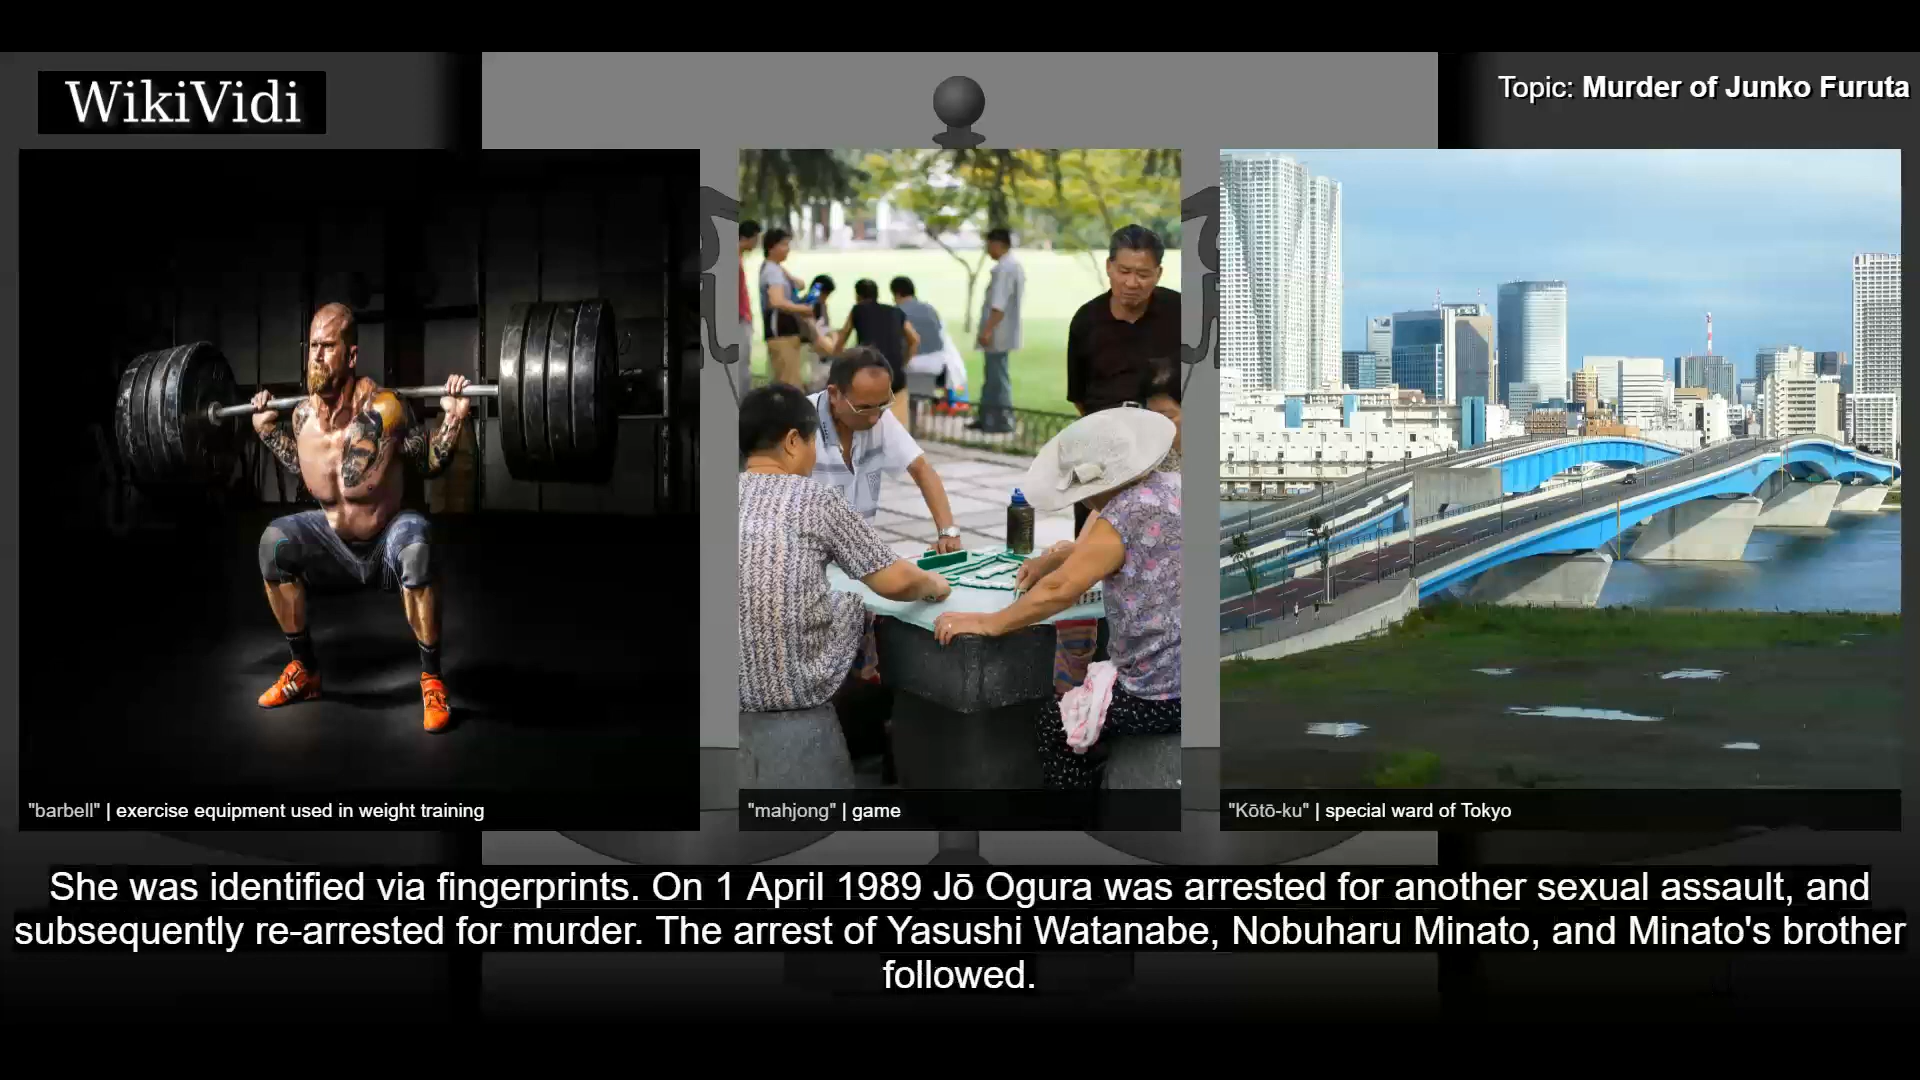 WikiVidi
Topic: Murder of Junko Furuta
"barbell" | exercise equipment used in weight training
"mahjong" | game
"Kōtō-ku" | special ward of Tokyo
She was identified via fingerprints. On 1 April 1989 Jō Ogura was arrested for another sexual assault, and
subsequently re-arrested for murder. The arrest of Yasushi Watanabe, Nobuharu Minato, and Minato's brother
followed.